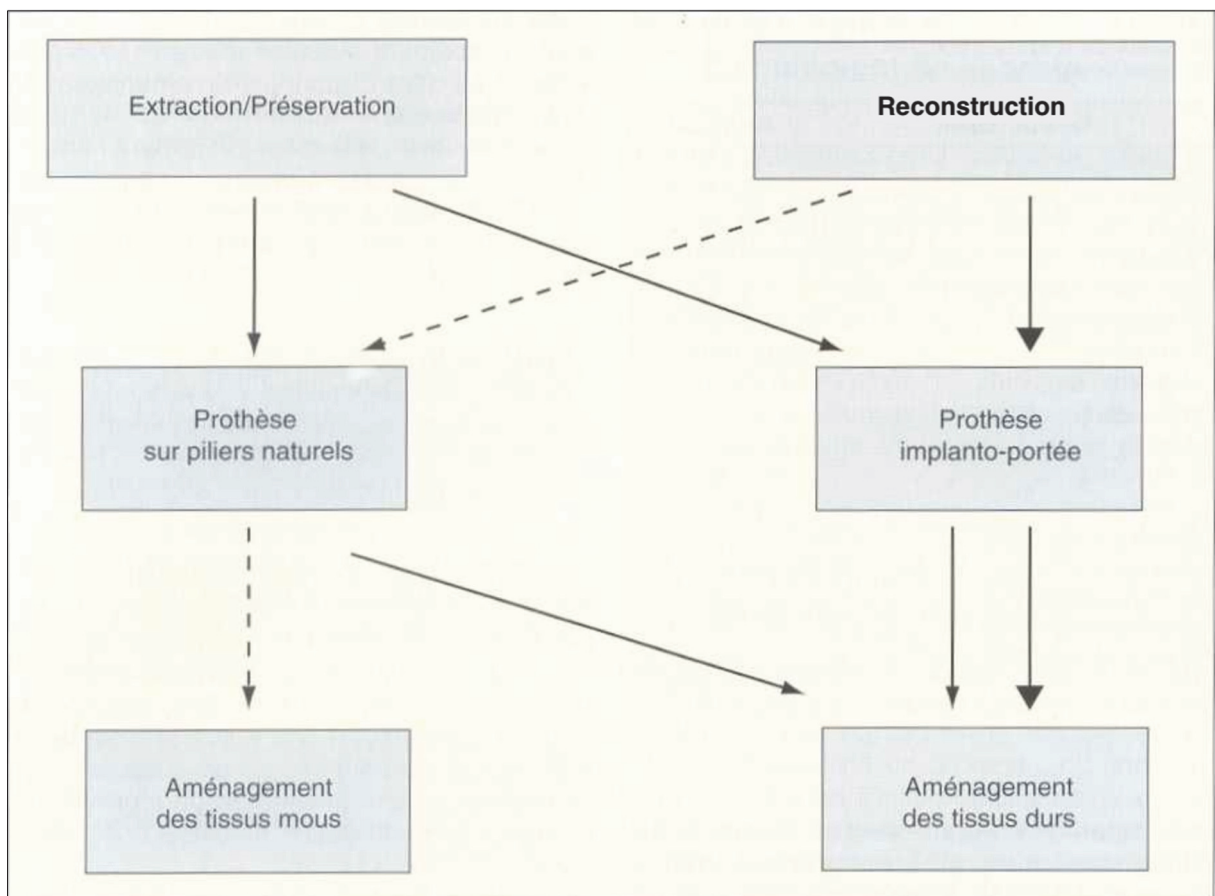 Extraction/Préservation
Reconstruction
Prothèse
sur piliers naturels
Prothèse
implanto-portée
Aménagement
des tissus mous
Aménagement
des tissus durs